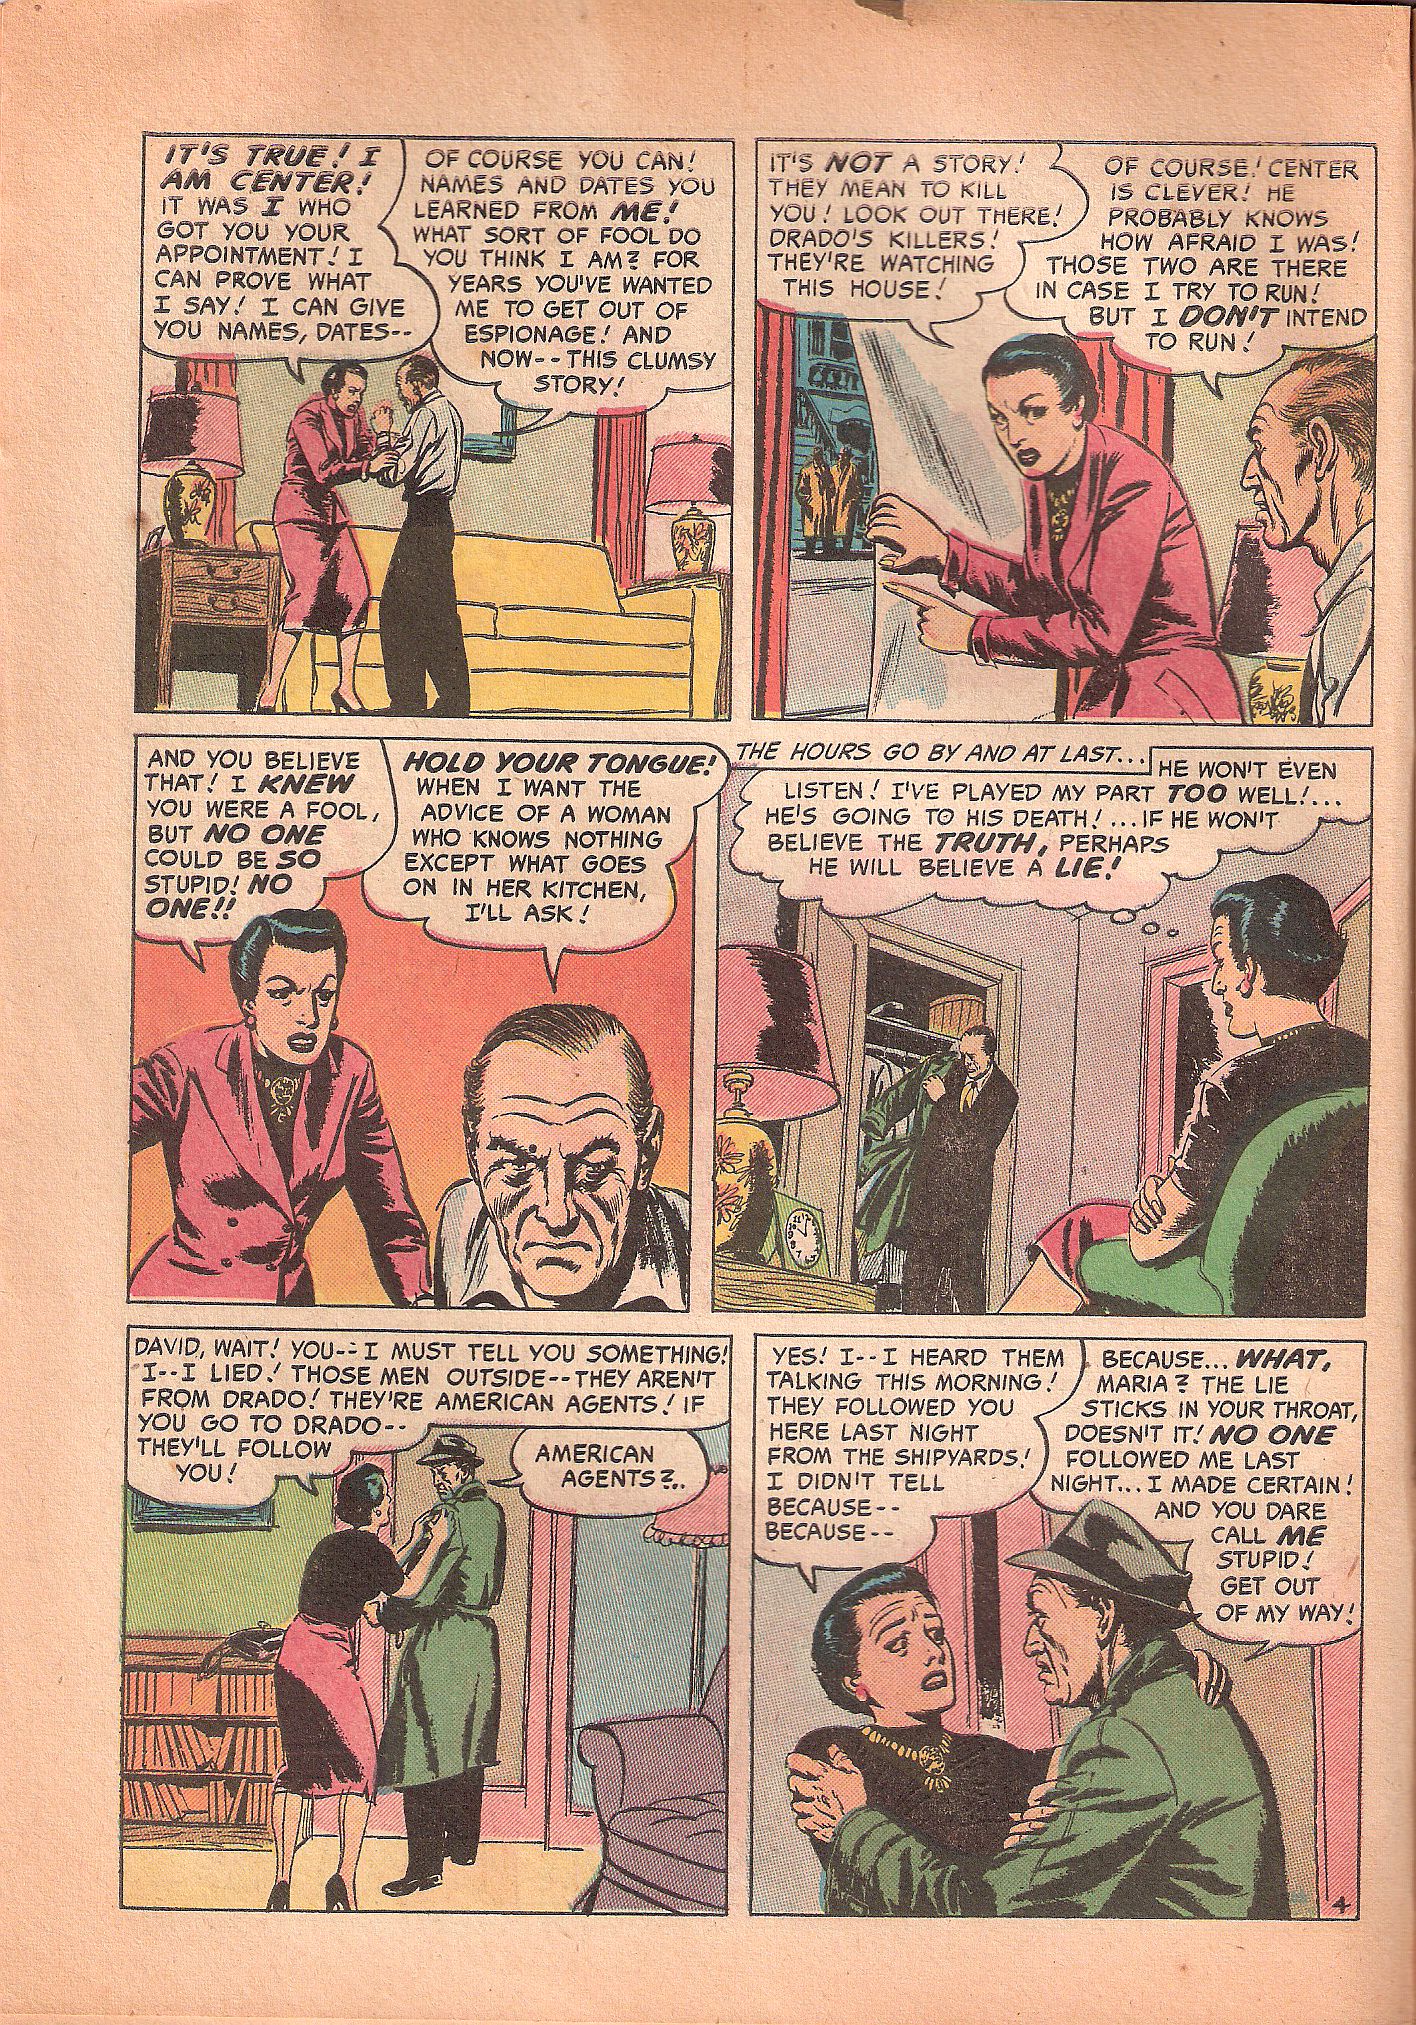 IT'S TRUE! I
AM CENTER!
IT WAS I WHO
GOT YOU YOUR
APPOINTMENT! I
CAN PROVE WHAT
I SAY! I CAN GIVE
YOU NAMES, DATES--
OF COURSE YOU CAN!
NAMES AND DATES YOU
LEARNED FROM ME!
WHAT SORT OF FOOL DO
YOU THINK I AM? FOR
YEARS YOU'VE WANTED
ME TO GET OUT OF
ESPIONAGE! AND
NOW-- THIS CLUMSY
STORY!
IT'S NOT A STORY!
THEY MEAN TO KILL
YOU! LOOK OUT THERE!
DRADO'S KILLERS!
THEY'RE WATCHING
THIS HOUSE!
OF COURSE! CENTER
IS CLEVER! HE
PROBABLY KNOWS
HOW AFRAID I WAS!
THOSE TWO ARE THERE
IN CASE I TRY TO RUN!
BUT I DON'T INTEND
TO RUN!
AND YOU BELIEVE
THAT! I KNEW
YOU WERE A FOOL,
BUT NO ONE
COULD BE SO
STUPID! NO
ONE!!
HOLD YOUR TONGUE!
WHEN I WANT THE
ADVICE OF A WOMAN
WHO KNOWS NOTHING
EXCEPT WHAT GOES
ON IN HER KITCHEN,
I'LL ASK!
THE HOURS GO BY AND AT LAST...
HE WON'T EVEN
LISTEN! I'VE PLAYED MY PART TOO WELL!...
HE'S GOING TO HIS DEATH!...IF HE WON'T
BELIEVE THE TRUTH, PERHAPS
HE WILL BELIEVE A LIE!
DAVID, WAIT! YOU--I MUST TELL YOU SOMETHING!
I--I LIED! THOSE MEN OUTSIDE--THEY AREN'T
FROM DRADO! THEY'RE AMERICAN AGENTS! IF
YOU GO TO DRADO--
THEY'LL FOLLOW
YOU!
AMERICAN
AGENTS?..
YES! I--I HEARD THEM
TALKING THIS MORNING!
THEY FOLLOWED YOU
HERE LAST NIGHT
FROM THE SHIPYARDS!
I DIDN'T TELL
BECAUSE--
BECAUSE--
BECAUSE... WHAT,
MARIA? THE LIE
STICKS IN YOUR THROAT,
DOESN'T IT! NO ONE
FOLLOWED ME LAST
NIGHT...I MADE CERTAIN!
AND YOU DARE
CALL ME
STUPID!
GET OUT
OF MY WAY!
4